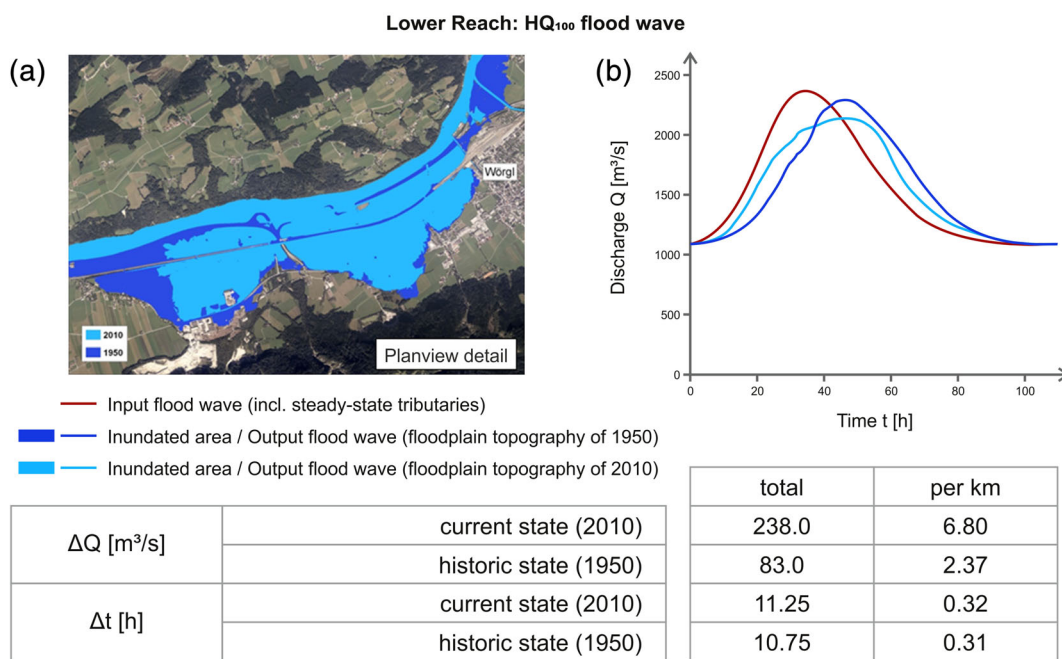 Lower Reach: HQ₁₀₀ flood wave
(a)
Wörgl
2010
1950
Planview detail
(b)
Discharge Q [m³/s]
2500
2000
1500
1000
500
0
0 20 40 60 80 100
Time t [h]
Input flood wave (incl. steady-state tributaries)
Inundated area / Output flood wave (floodplain topography of 1950)
Inundated area / Output flood wave (floodplain topography of 2010)
total per km
ΔQ [m³/s] current state (2010) 238.0 6.80
historic state (1950) 83.0 2.37
Δt [h] current state (2010) 11.25 0.32
historic state (1950) 10.75 0.31